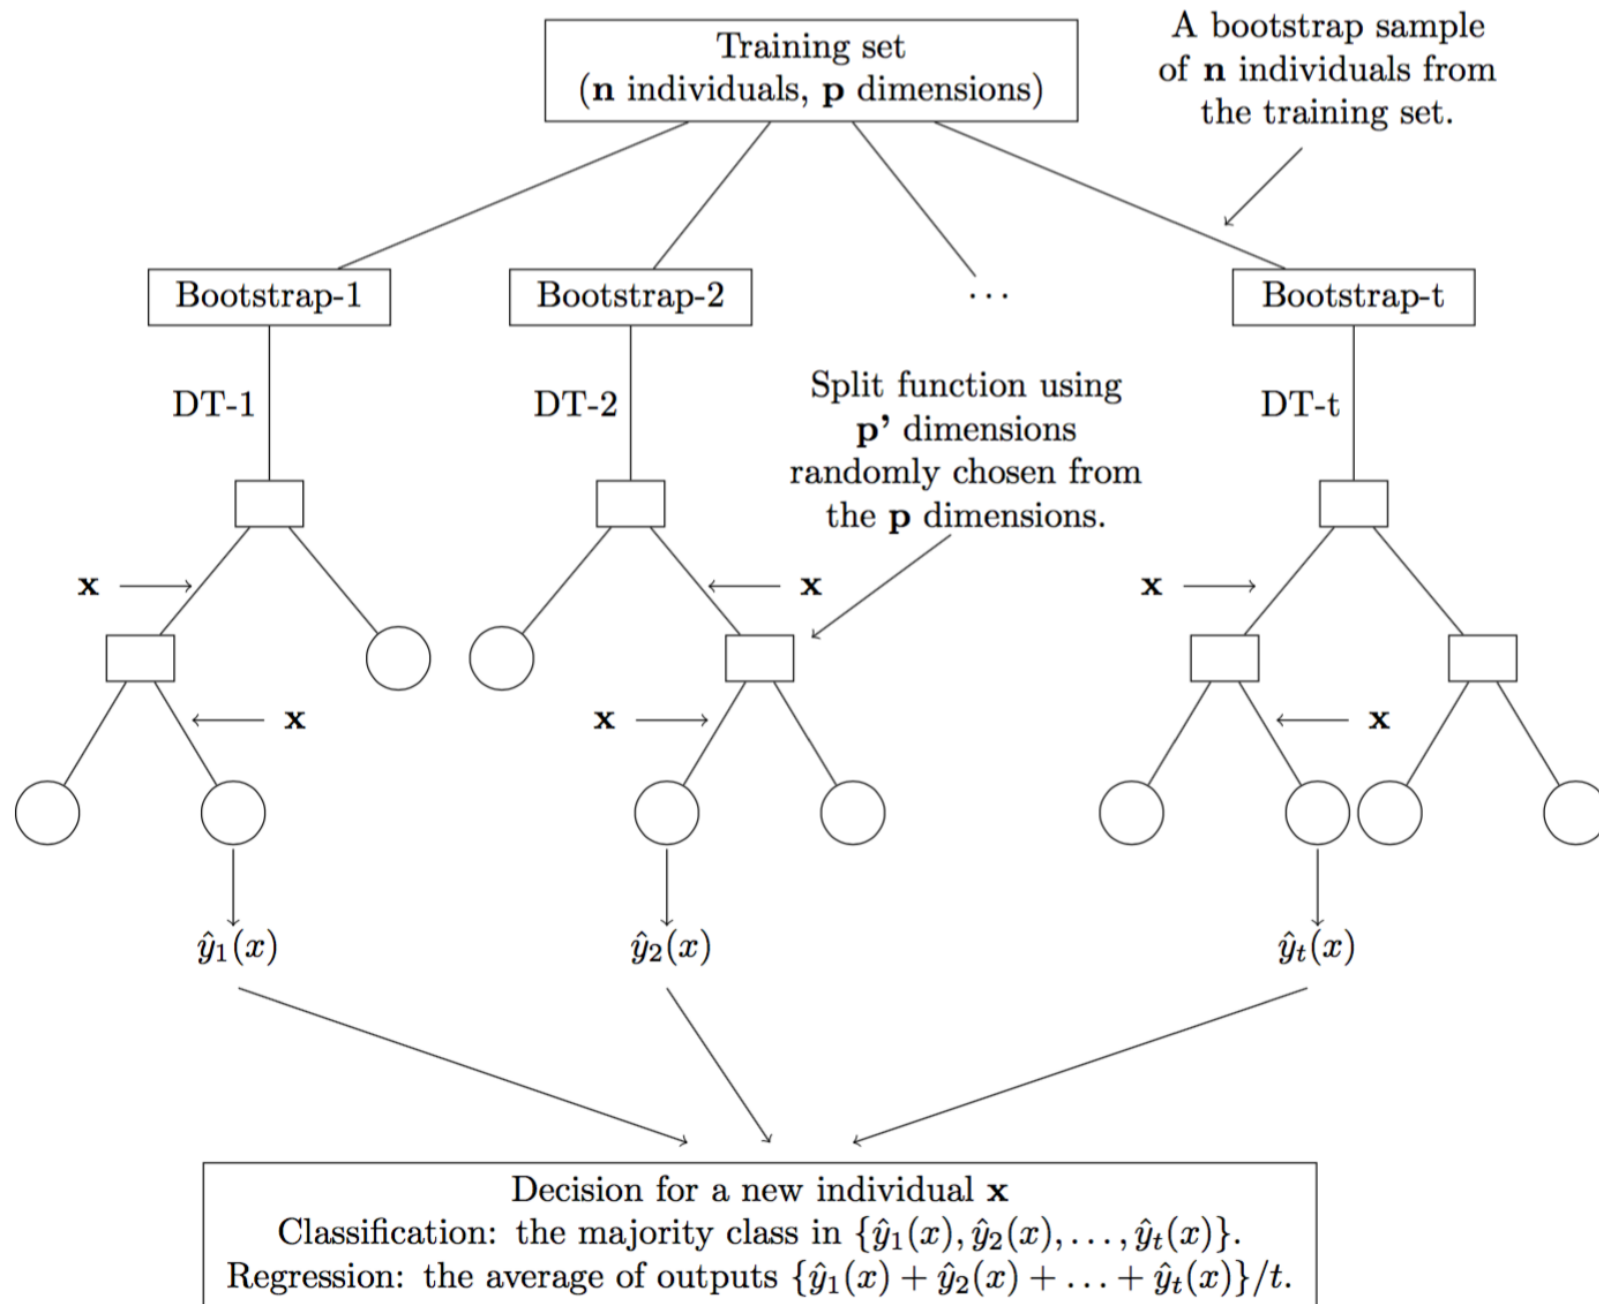 Training set
(n individuals, p dimensions)
A bootstrap sample
of n individuals from
the training set.
Bootstrap-1
Bootstrap-2
...
Bootstrap-t
DT-1
DT-2
Split function using
p’ dimensions
randomly chosen from
the p dimensions.
DT-t
x
x
x
x
x
x
ŷ₁(x)
ŷ₂(x)
ŷₜ(x)
Decision for a new individual x
Classification: the majority class in {ŷ₁(x), ŷ₂(x), . . . , ŷₜ(x)}.
Regression: the average of outputs {ŷ₁(x) + ŷ₂(x) + . . . + ŷₜ(x)}/t.